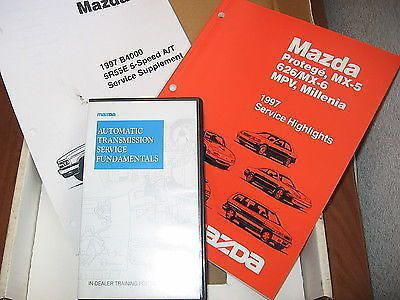 mazda
1997 B4000
5R55E 5-Speed A/T
Service Supplement
Mazda
Protegé, MX-5
626/MX-6
MPV, Millenia
1997
Service Highlights
mazda
mazda
AUTOMATIC
TRANSMISSION
SERVICE
FUNDAMENTALS
IN-DEALER TRAINING
mazda